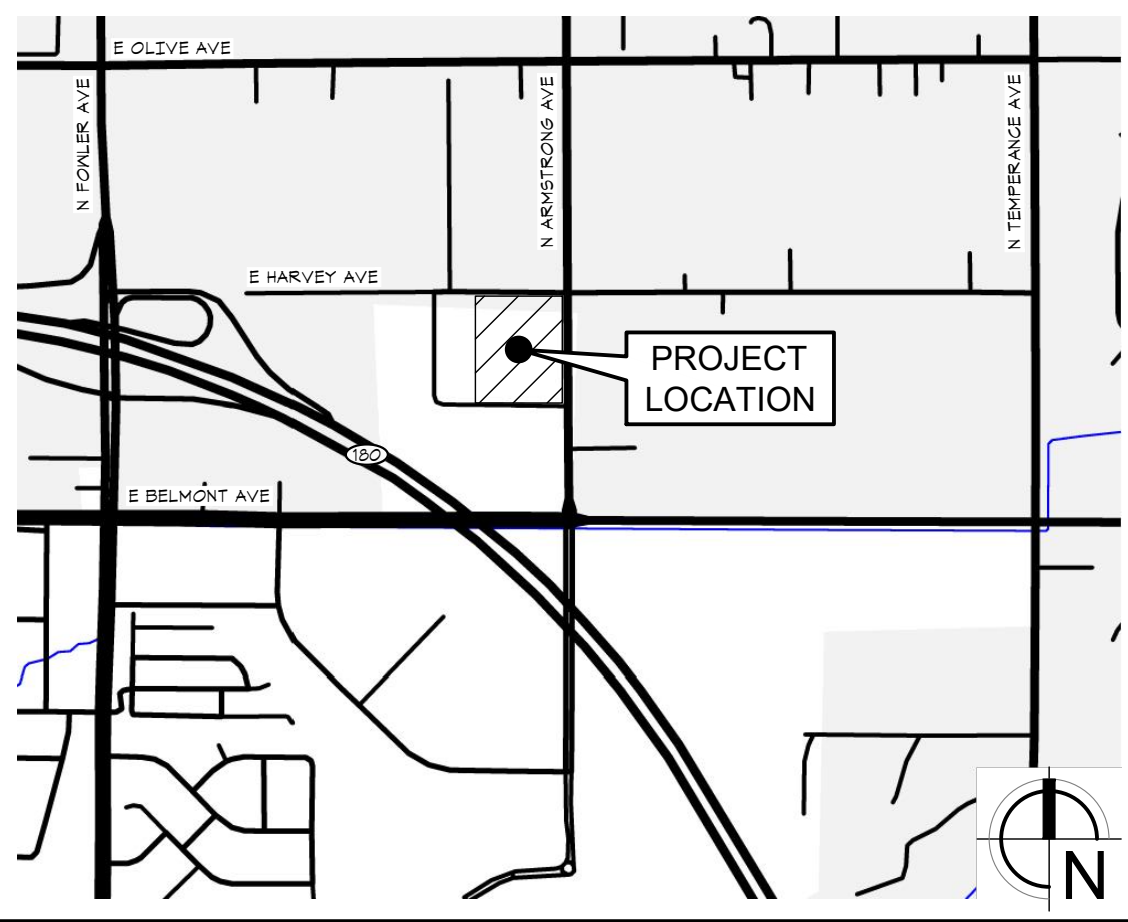 E OLIVE AVE
N FOWLER AVE
N ARMSTRONG AVE
N TEMPERANCE AVE
E HARVEY AVE
PROJECT
LOCATION
180
E BELMONT AVE
N